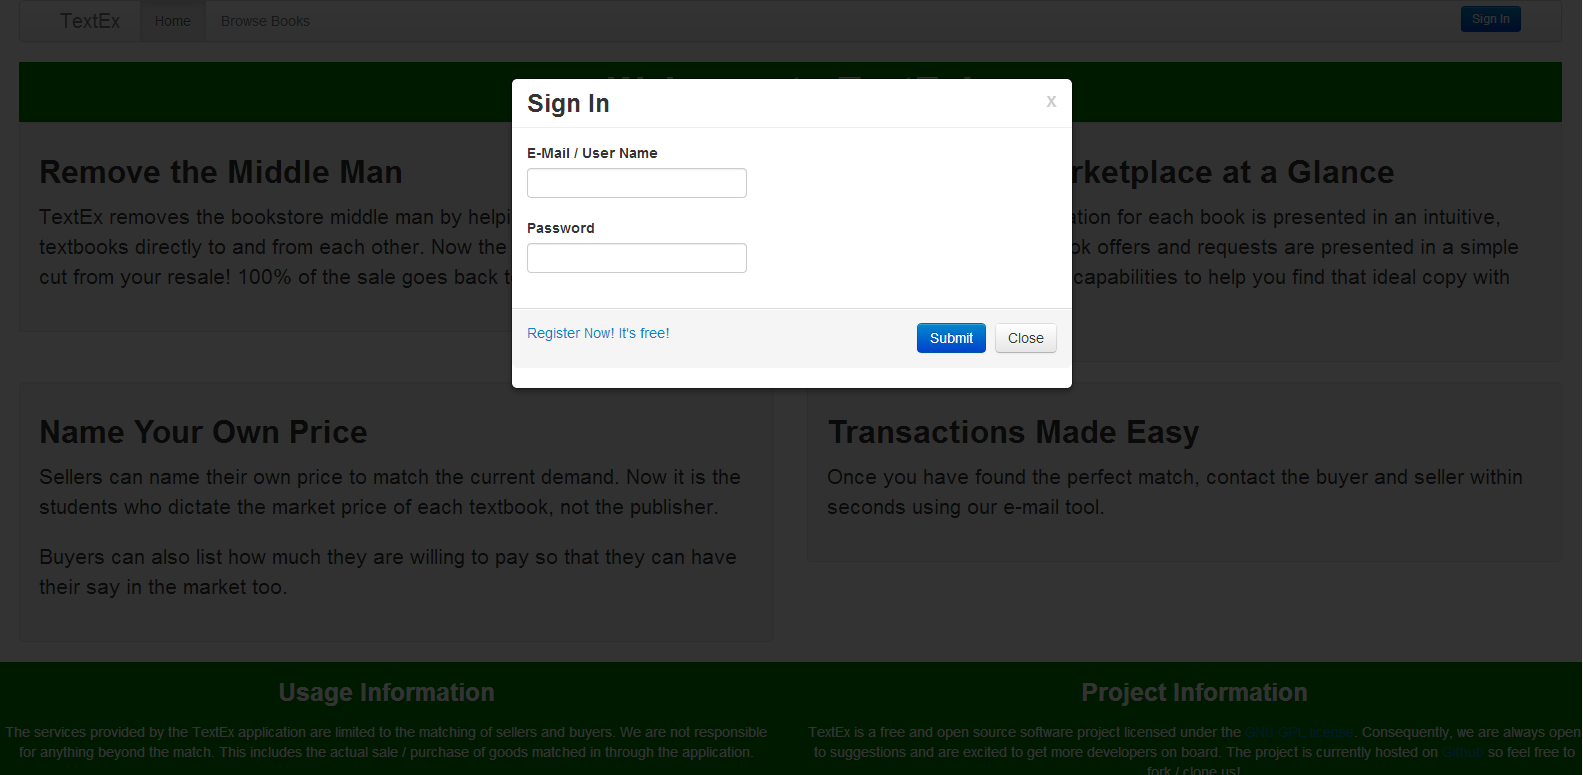 TextEx Home Browse Books Sign In
Sign In x
E-Mail / User Name
Password
Register Now! It's free! Submit Close
Remove the Middle Man
TextEx removes the bookstore middle man by helpi
textbooks directly to and from each other. Now the
cut from your resale! 100% of the sale goes back t
rketplace at a Glance
ation for each book is presented in an intuitive,
ok offers and requests are presented in a simple
capabilities to help you find that ideal copy with
Name Your Own Price
Sellers can name their own price to match the current demand. Now it is the
students who dictate the market price of each textbook, not the publisher.
Buyers can also list how much they are willing to pay so that they can have
their say in the market too.
Transactions Made Easy
Once you have found the perfect match, contact the buyer and seller within
seconds using our e-mail tool.
Usage Information
The services provided by the TextEx application are limited to the matching of sellers and buyers. We are not responsible
for anything beyond the match. This includes the actual sale / purchase of goods matched in through the application.
Project Information
TextEx is a free and open source software project licensed under the GNU GPL license. Consequently, we are always open
to suggestions and are excited to get more developers on board. The project is currently hosted on Github so feel free to
fork / clone us!